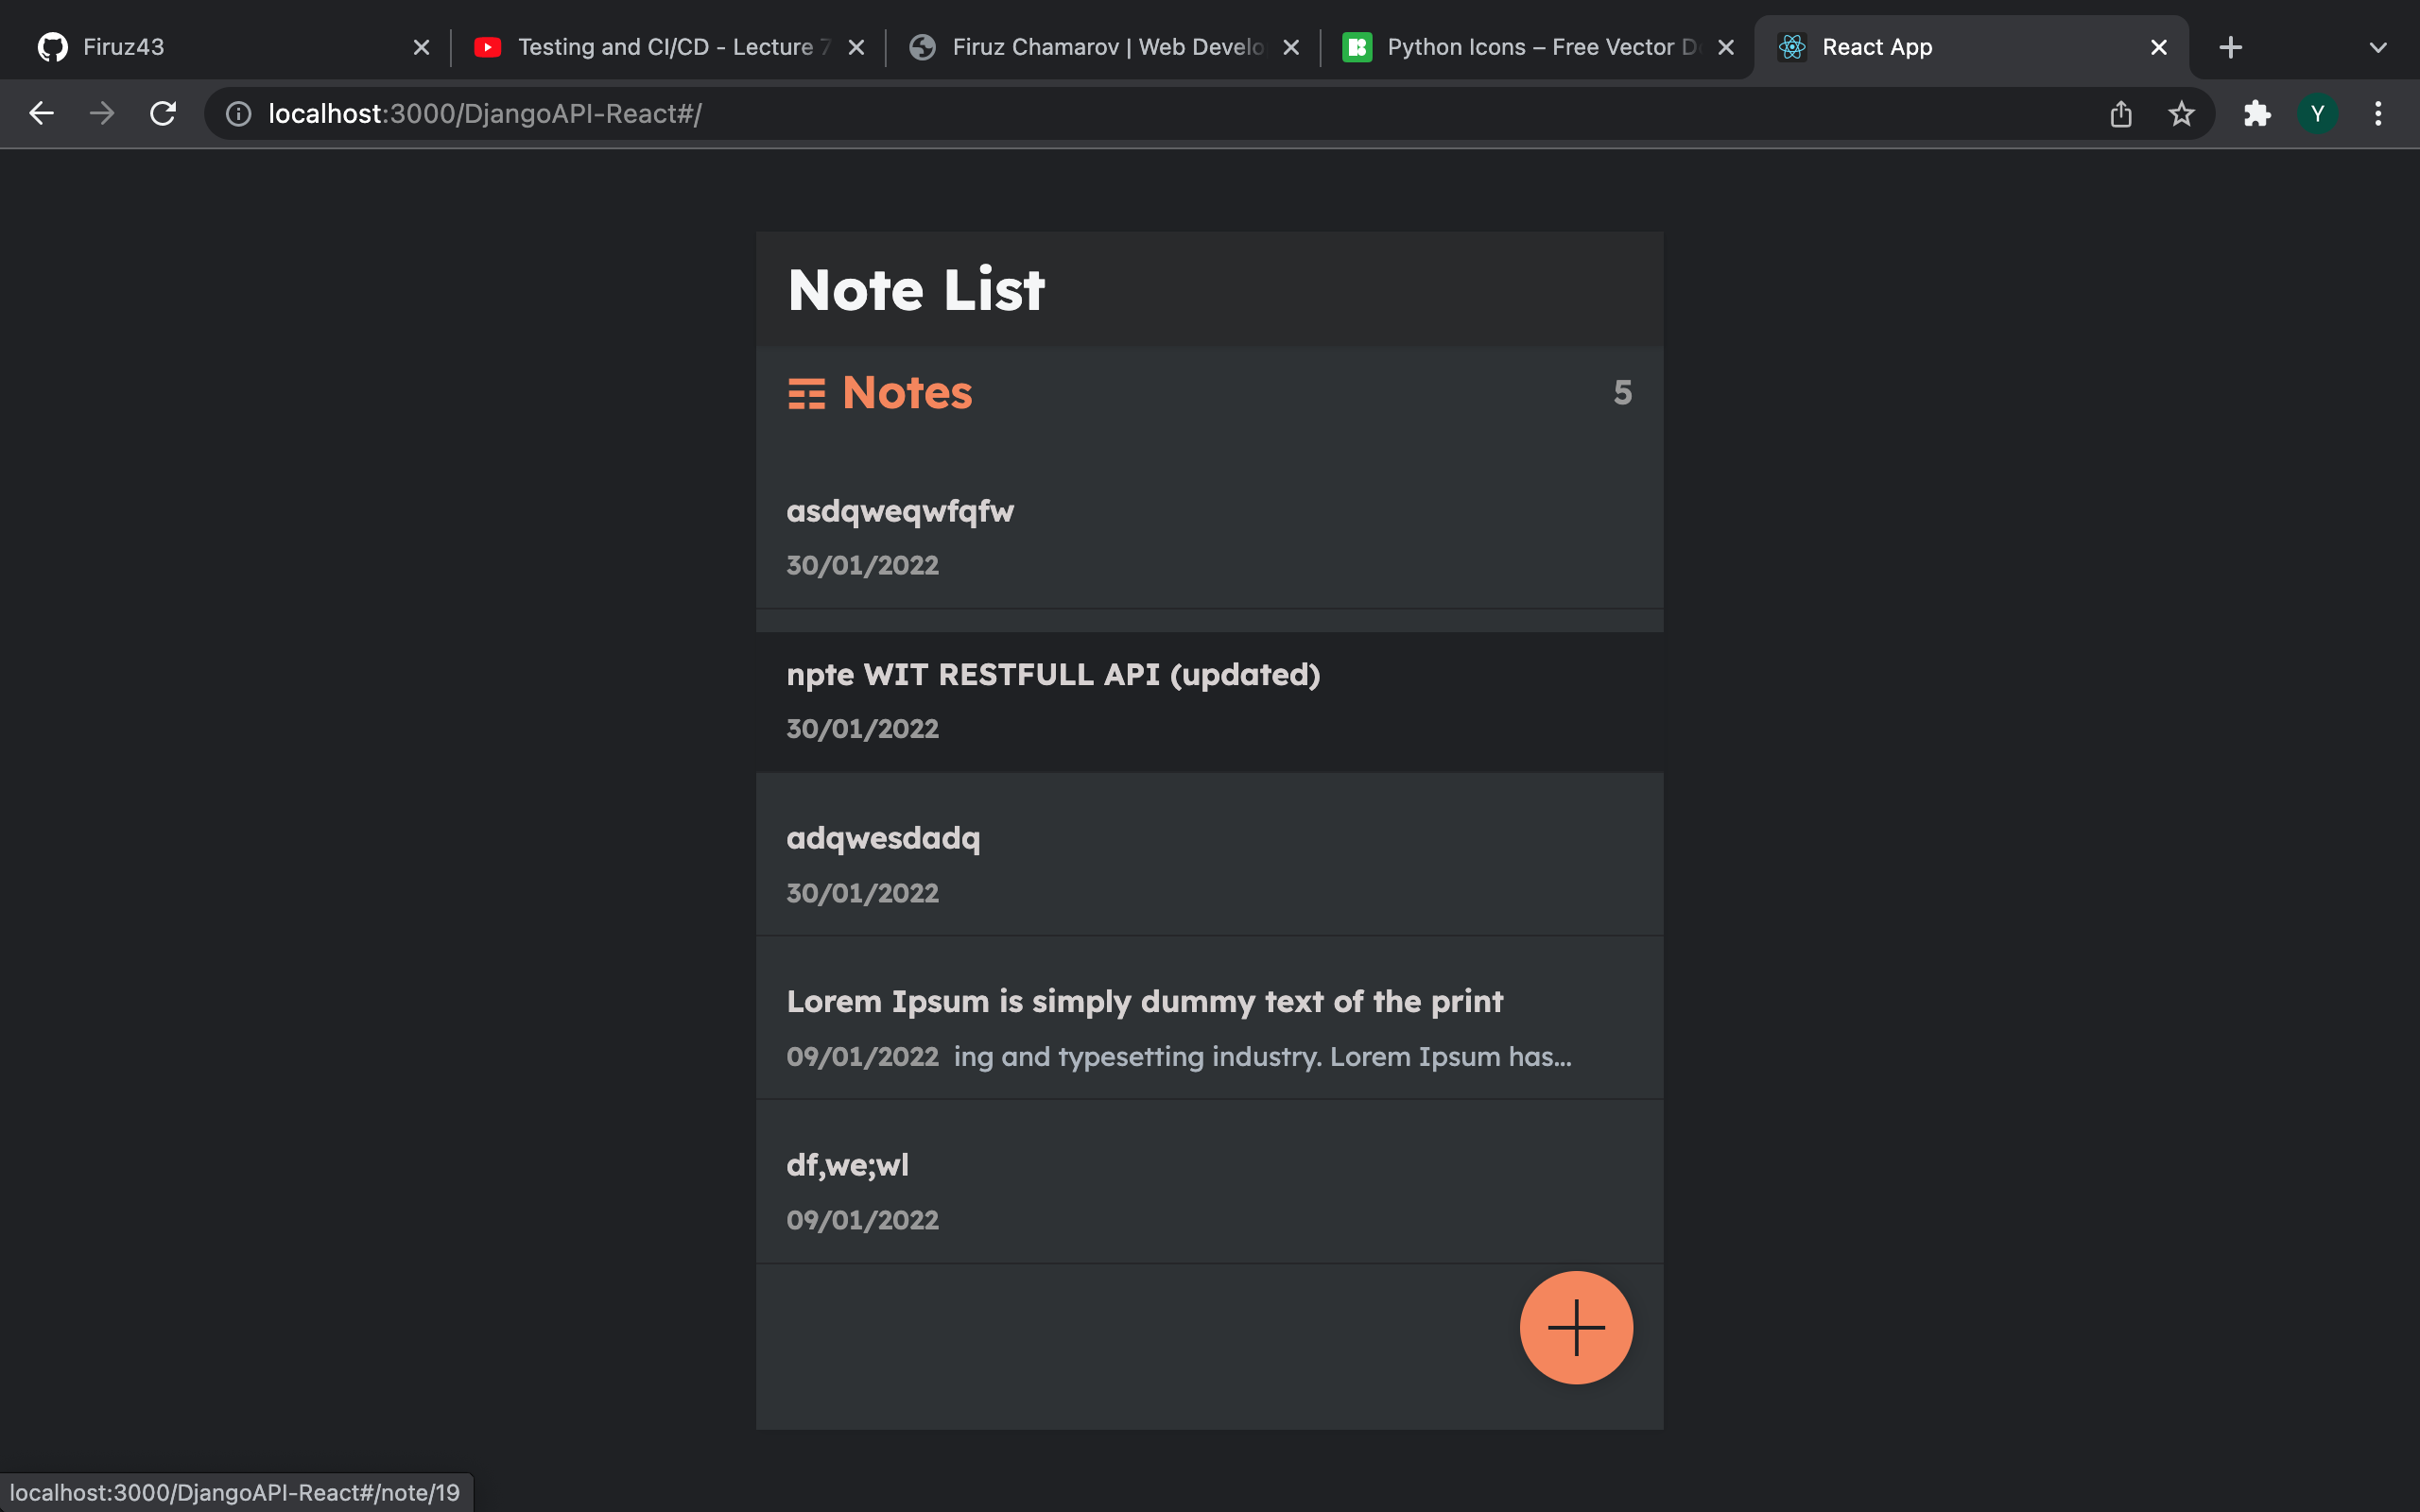 Firuz43
Testing and CI/CD - Lecture 7
Firuz Chamarov | Web Develo
Python Icons – Free Vector D
React App
localhost:3000/DjangoAPI-React#/
Y
Note List
Notes
5
asdqweqwfqfw
30/01/2022
npte WIT RESTFULL API (updated)
30/01/2022
adqwesdadq
30/01/2022
Lorem Ipsum is simply dummy text of the print
09/01/2022 ing and typesetting industry. Lorem Ipsum has...
df,we;wl
09/01/2022
localhost:3000/DjangoAPI-React#/note/19